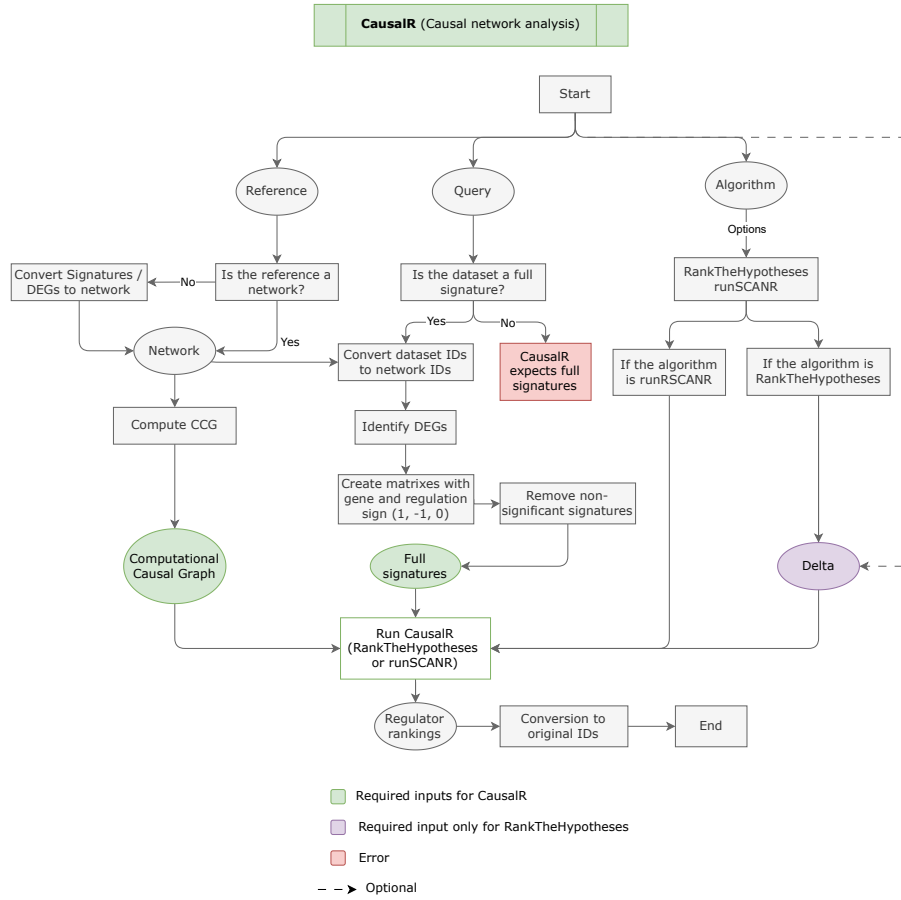 CausalR (Causal network analysis)
Start
Reference
Query
Algorithm
Options
Convert Signatures /
DEGs to network
No
Is the reference a
network?
Is the dataset a full
signature?
RankTheHypotheses
runSCANR
Yes
No
Yes
Network
Convert dataset IDs
to network IDs
CausalR
expects full
signatures
If the algorithm
is runRSCANR
If the algorithm is
RankTheHypotheses
Compute CCG
Identify DEGs
Create matrixes with
gene and regulation
sign (1, -1, 0)
Remove non-
significant signatures
Computational
Causal Graph
Full
signatures
Delta
Run CausalR
(RankTheHypotheses
or runSCANR)
Regulator
rankings
Conversion to
original IDs
End
Required inputs for CausalR
Required input only for RankTheHypotheses
Error
Optional